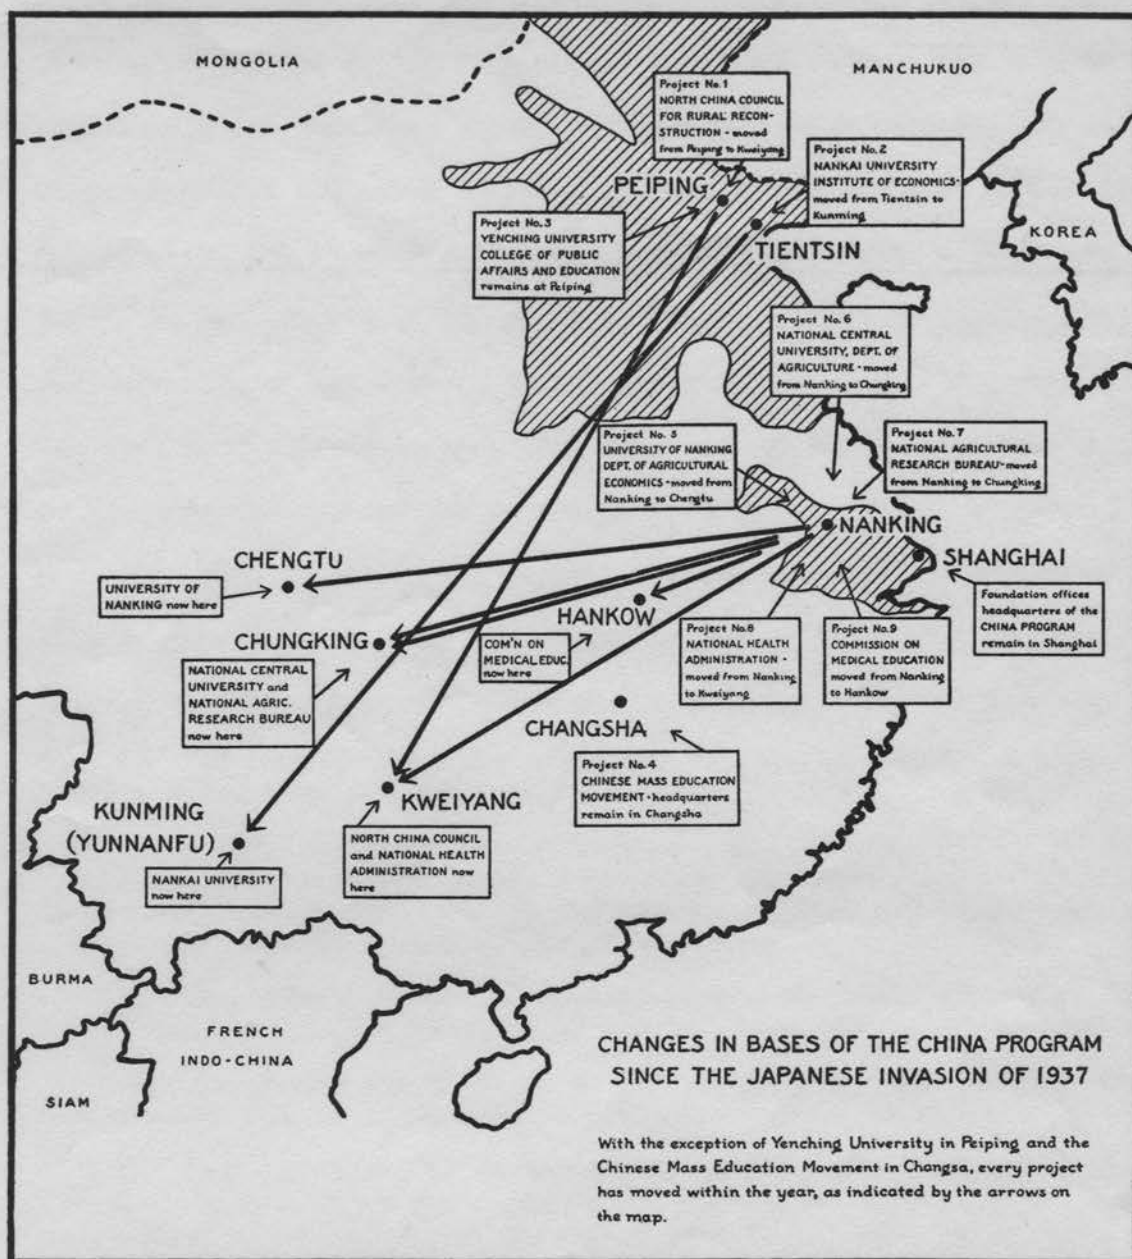 MONGOLIA
MANCHUKUO
Project No.1
NORTH CHINA COUNCIL
FOR RURAL RECON-
STRUCTION - moved
from Peiping to Kweiyang
Project No.2
NANKAI UNIVERSITY
INSTITUTE OF ECONOMICS-
moved from Tientsin to
Kunming
PEIPING
Project No.3
YENCHING UNIVERSITY
COLLEGE OF PUBLIC
AFFAIRS AND EDUCATION
remains at Peiping
TIENTSIN
KOREA
Project No.6
NATIONAL CENTRAL
UNIVERSITY, DEPT. OF
AGRICULTURE - moved
from Nanking to Chungking
Project No. 5
UNIVERSITY OF NANKING
DEPT. OF AGRICULTURAL
ECONOMICS - moved from
Nanking to Chengtu
Project No.7
NATIONAL AGRICULTURAL
RESEARCH BUREAU-moved
from Nanking to Chungking
NANKING
SHANGHAI
Foundation offices
headquarters of the
CHINA PROGRAM
remain in Shanghai
CHENGTU
UNIVERSITY OF
NANKING now here
HANKOW
COM'N ON
MEDICAL EDUC.
now here
CHUNGKING
NATIONAL CENTRAL
UNIVERSITY and
NATIONAL AGRIC.
RESEARCH BUREAU
now here
Project No.8
NATIONAL HEALTH
ADMINISTRATION -
moved from Nanking
to Kweiyang
Project No.9
COMMISSION ON
MEDICAL EDUCATION
moved from Nanking
to Hankow
CHANGSHA
Project No.4
CHINESE MASS EDUCATION
MOVEMENT - headquarters
remain in Changsha
KWEIYANG
NORTH CHINA COUNCIL
and NATIONAL HEALTH
ADMINISTRATION now
here
KUNMING
(YUNNANFU)
NANKAI UNIVERSITY
now here
BURMA
FRENCH
INDO-CHINA
SIAM
CHANGES IN BASES OF THE CHINA PROGRAM
SINCE THE JAPANESE INVASION OF 1937
With the exception of Yenching University in Peiping and the
Chinese Mass Education Movement in Changsa, every project
has moved within the year, as indicated by the arrows on
the map.